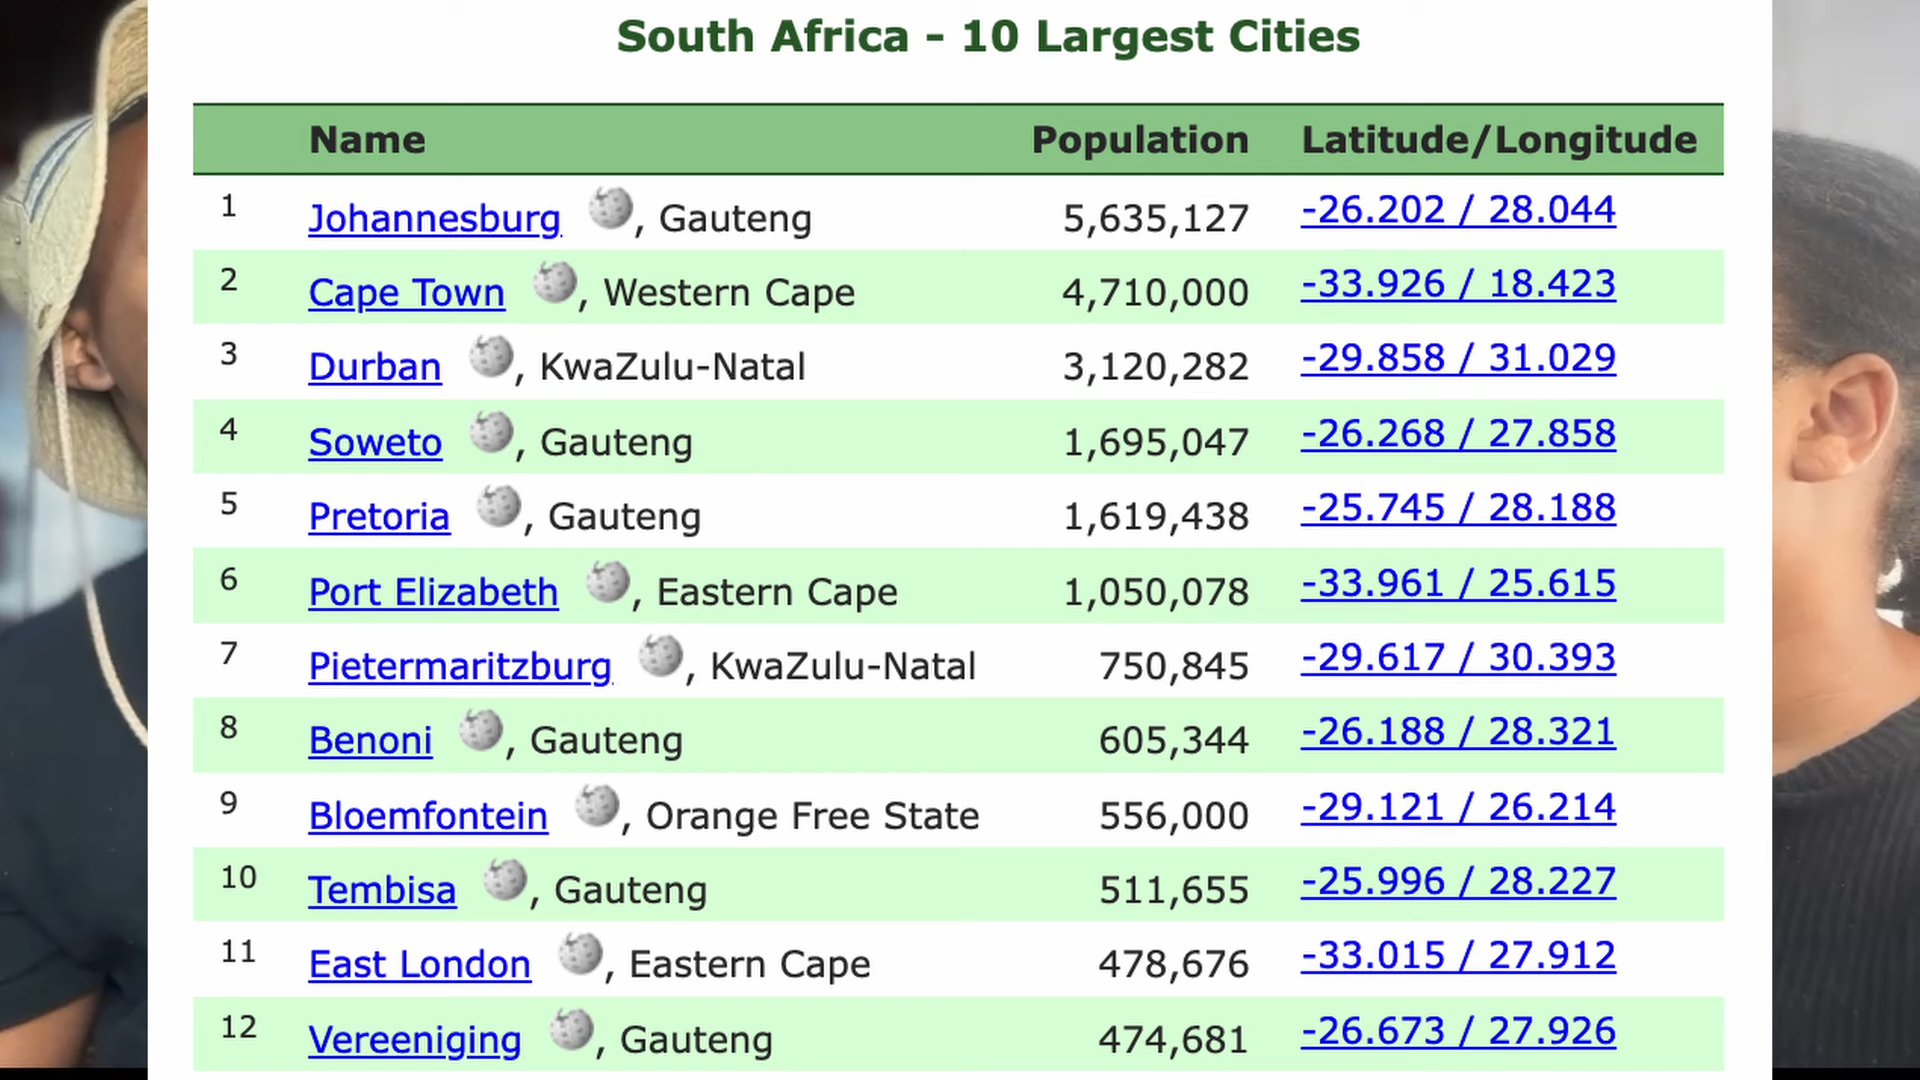 South Africa - 10 Largest Cities
Name Population Latitude/Longitude
1 Johannesburg , Gauteng 5,635,127 -26.202 / 28.044
2 Cape Town , Western Cape 4,710,000 -33.926 / 18.423
3 Durban , KwaZulu-Natal 3,120,282 -29.858 / 31.029
4 Soweto , Gauteng 1,695,047 -26.268 / 27.858
5 Pretoria , Gauteng 1,619,438 -25.745 / 28.188
6 Port Elizabeth , Eastern Cape 1,050,078 -33.961 / 25.615
7 Pietermaritzburg , KwaZulu-Natal 750,845 -29.617 / 30.393
8 Benoni , Gauteng 605,344 -26.188 / 28.321
9 Bloemfontein , Orange Free State 556,000 -29.121 / 26.214
10 Tembisa , Gauteng 511,655 -25.996 / 28.227
11 East London , Eastern Cape 478,676 -33.015 / 27.912
12 Vereeniging , Gauteng 474,681 -26.673 / 27.926